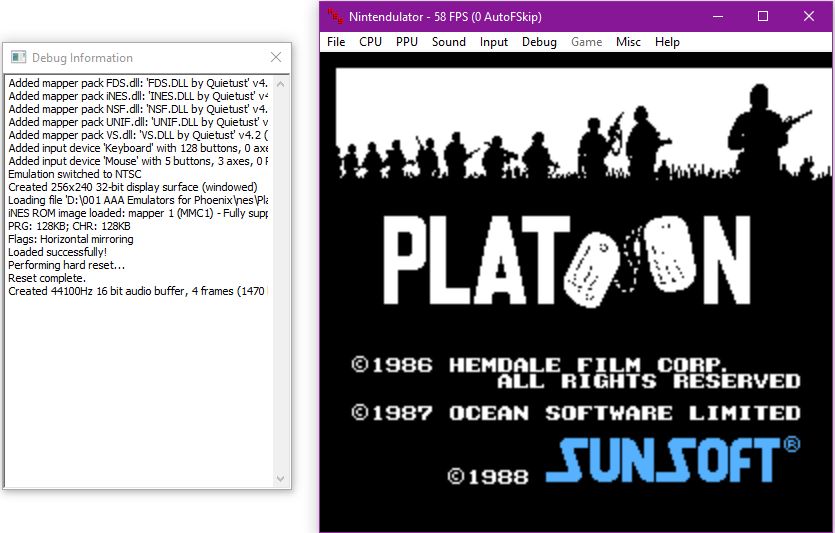 Debug Information
Added mapper pack FDS.dll: 'FDS.DLL by Quietust' v4.
Added mapper pack iNES.dll: 'INES.DLL by Quietust' v4
Added mapper pack NSF.dll: 'NSF.DLL by Quietust' v4.
Added mapper pack UNIF.dll: 'UNIF.DLL by Quietust' v4.
Added mapper pack VS.dll: 'VS.DLL by Quietust' v4.2 (
Added input device 'Keyboard' with 128 buttons, 0 axe
Added input device 'Mouse' with 5 buttons, 3 axes, 0 P
Emulation switched to NTSC
Created 256x240 32-bit display surface (windowed)
Loading file 'D:\001 AAA Emulators for Phoenix\nes\Pla
iNES ROM image loaded: mapper 1 (MMC1) - Fully supp
PRG: 128KB; CHR: 128KB
Flags: Horizontal mirroring
Loaded successfully!
Performing hard reset...
Reset complete.
Created 44100Hz 16 bit audio buffer, 4 frames (1470
Nintendulator - 58 FPS (0 AutoFSkip)
File CPU PPU Sound Input Debug Game Misc Help
PLATOON
©1986 HEMDALE FILM CORP.
ALL RIGHTS RESERVED
©1987 OCEAN SOFTWARE LIMITED
©1988 SUNSOFT®